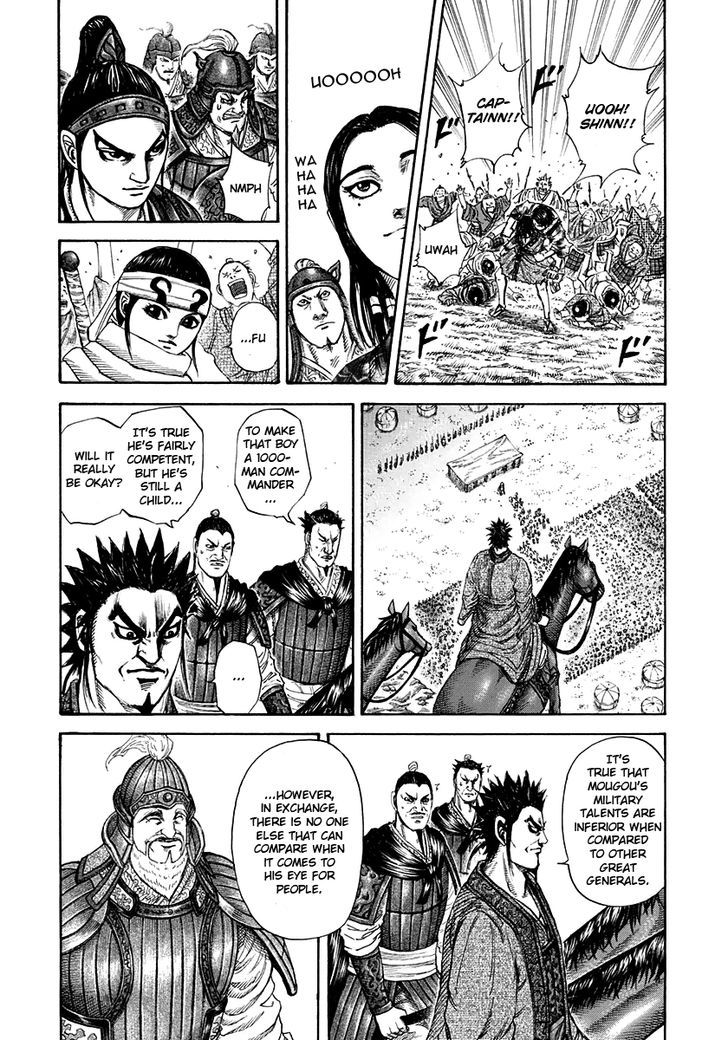 UOOH!
SHINN!!
CAP-
TAINN!!
UWAH
ド
ド
ド
UOOOOOH
WA
HA
HA
HA
NMPH
...FU
TO MAKE
THAT BOY
A 1000-
MAN COM-
MANDER
...
IT'S TRUE
HE'S FAIRLY
COMPETENT,
BUT HE'S
STILL A
CHILD...
WILL IT
REALLY
BE OKAY?
...
IT'S
TRUE THAT
MOUGOU'S
MILITARY
TALENTS ARE
INFERIOR WHEN
COMPARED
TO OTHER
GREAT
GENERALS.
...HOWEVER,
IN EXCHANGE,
THERE IS NO ONE
ELSE THAT CAN
COMPARE WHEN
IT COMES TO
HIS EYE FOR
PEOPLE.